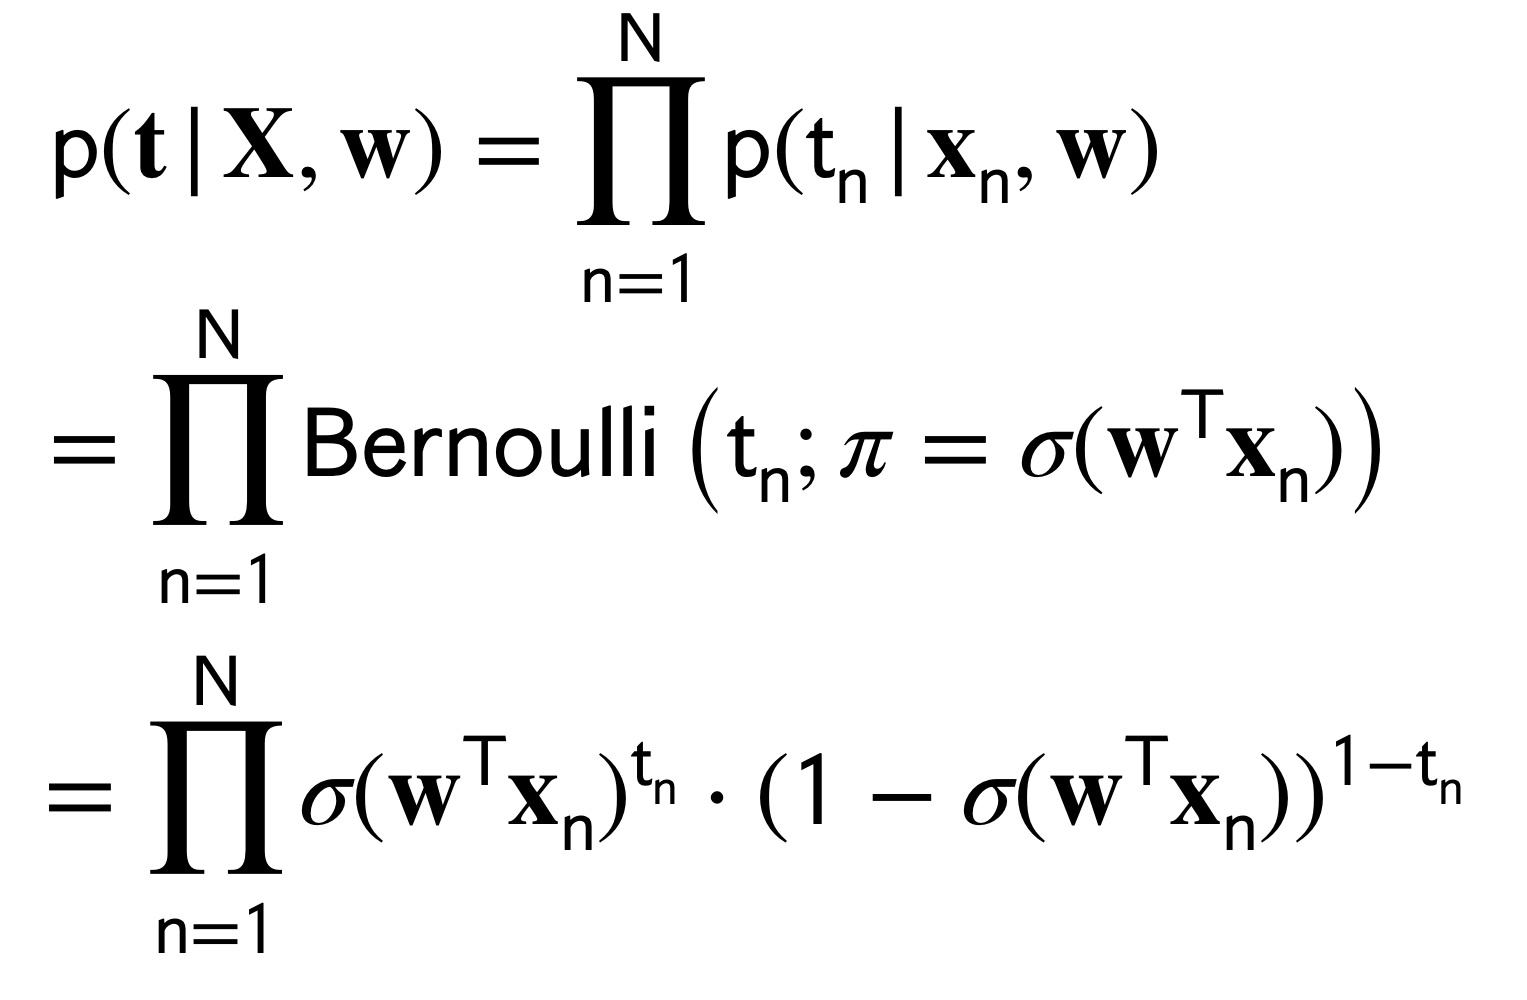 p(𝐭 | 𝐗, 𝐰) = ∏_{n=1}^{N} p(t_n | 𝐱_n, 𝐰)
= ∏_{n=1}^{N} Bernoulli (t_n; π = σ(𝐰^T 𝐱_n))
= ∏_{n=1}^{N} σ(𝐰^T 𝐱_n)^{t_n} · (1 − σ(𝐰^T 𝐱_n))^{1−t_n}